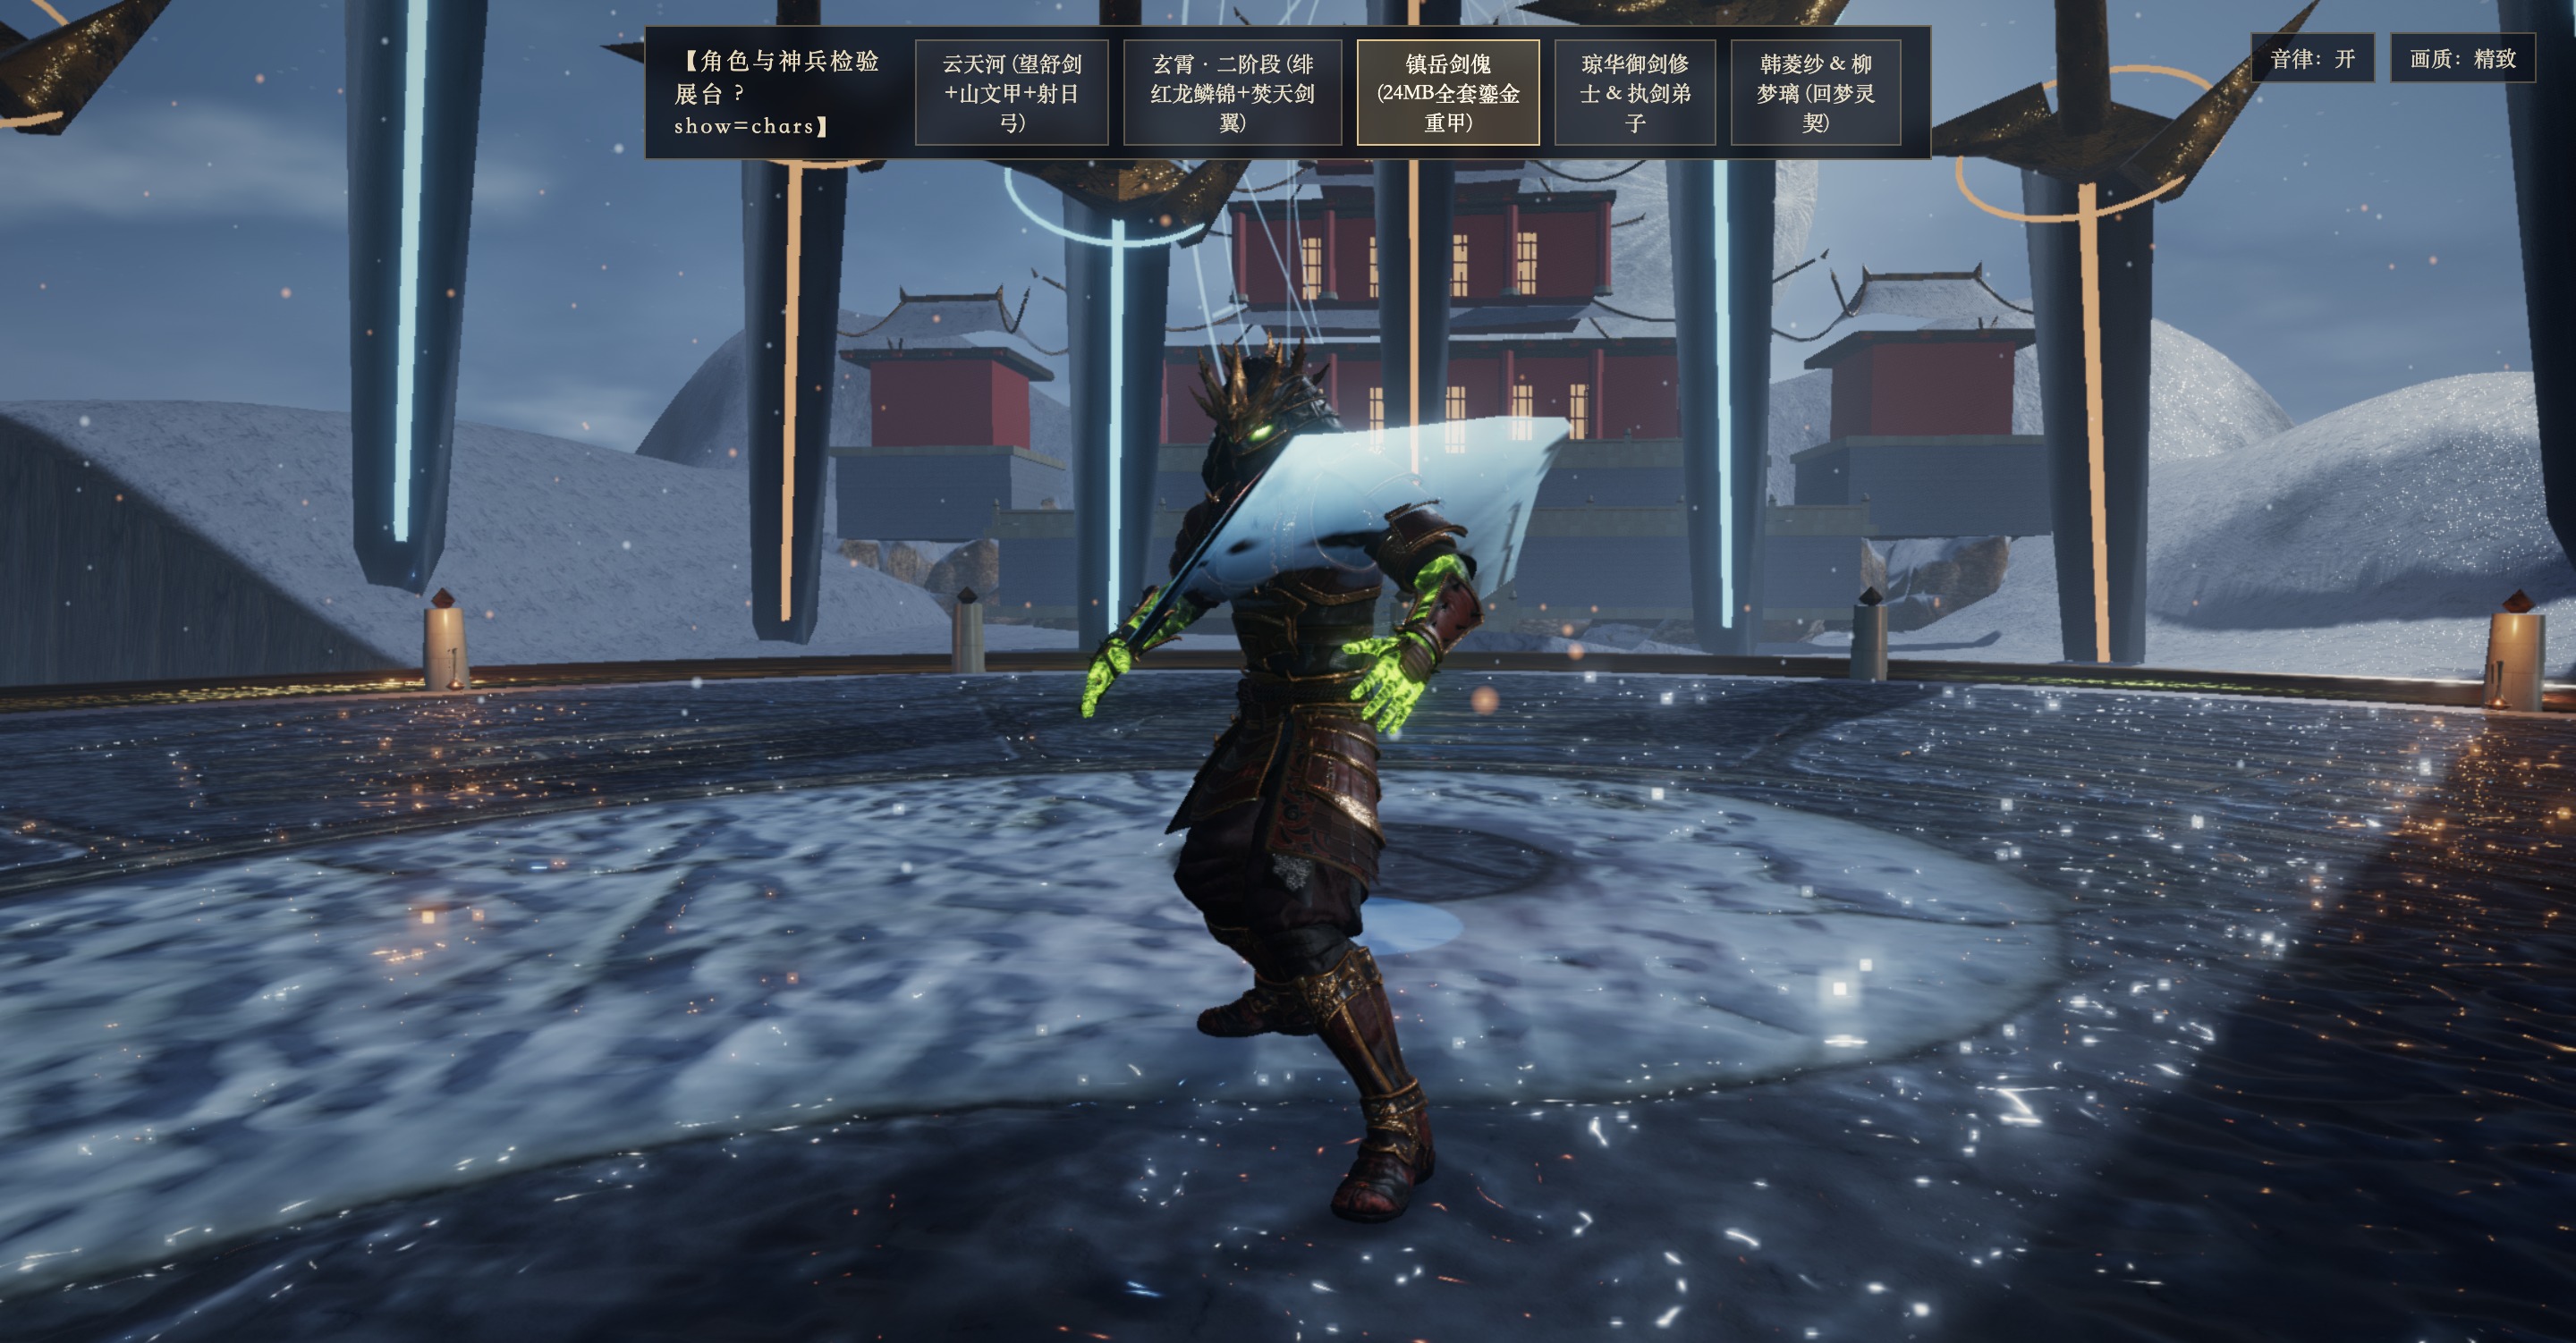 【角色与神兵检验
展台 ?
show=chars】
云天河 (望舒剑
+山文甲+射日
弓)
玄霄 · 二阶段 (绯
红龙鳞锦+焚天剑
翼)
镇岳剑傀
(24MB全套鎏金
重甲)
琼华御剑修
士 & 执剑弟
子
韩菱纱 & 柳
梦璃 (回梦灵
契)
音律: 开
画质: 精致